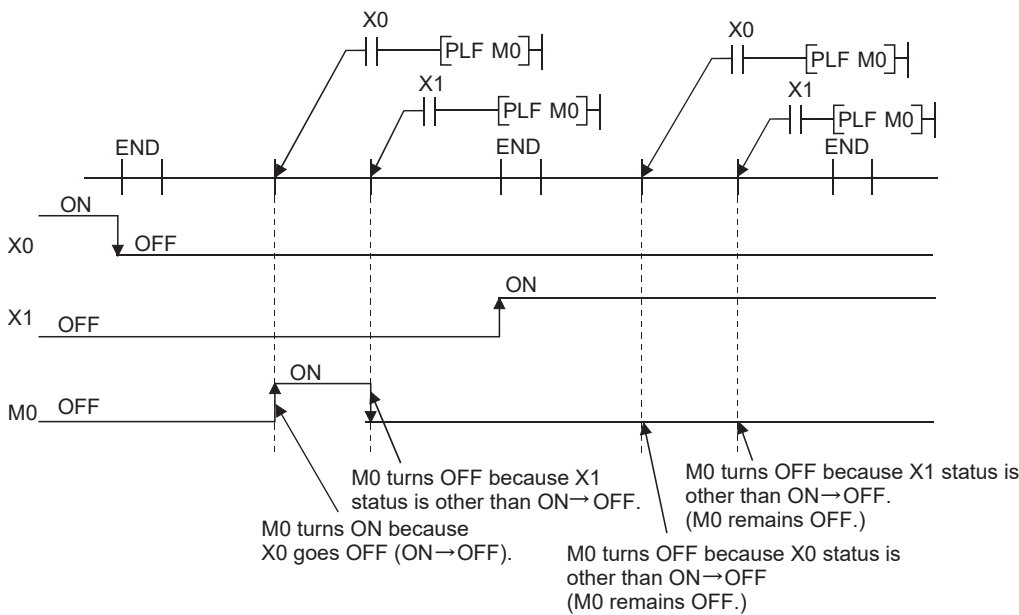 X0
[PLF M0]
X0
[PLF M0]
X1
[PLF M0]
X1
[PLF M0]
END
END
END
ON
X0
OFF
ON
X1
OFF
ON
M0
OFF
M0 turns OFF because X1
status is other than ON→OFF.
M0 turns ON because
X0 goes OFF (ON→OFF).
M0 turns OFF because X1 status is
other than ON→OFF.
(M0 remains OFF.)
M0 turns OFF because X0 status is
other than ON→OFF
(M0 remains OFF.)